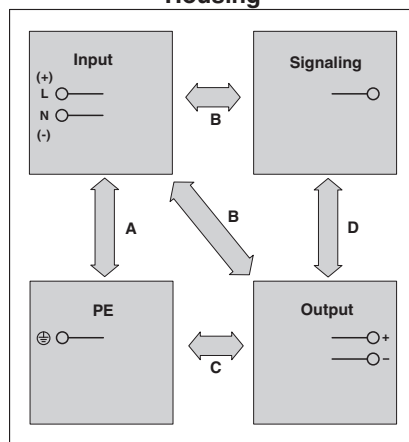 Housing
Input
(+)
L
N
(-)
Signaling
B
A
B
D
PE
Output
+
–
C